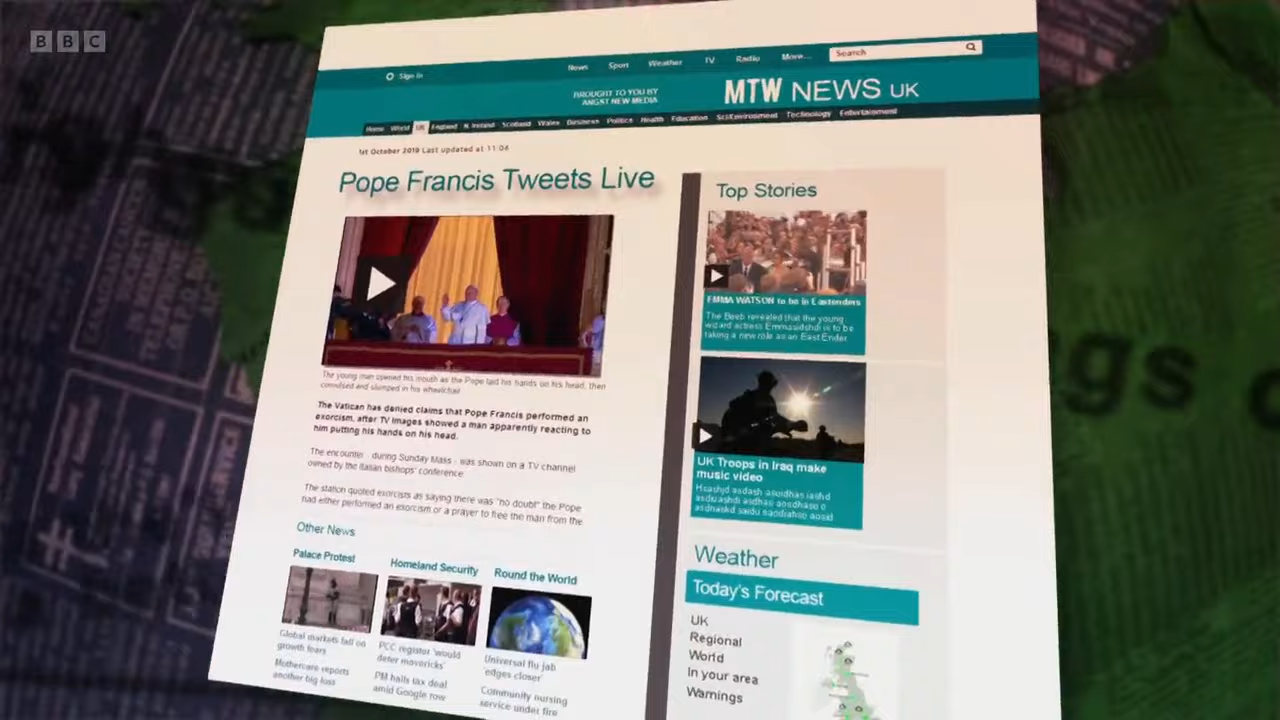 BBC
Sign in
News Sport Weather TV Radio More...
Search
BROUGHT TO YOU BY
ANGST NEW MEDIA
MTW NEWS UK
Home World UK England N.Ireland Scotland Wales Business Politics Health Education Sci/Environment Technology Entertainment
1st October 2019 Last updated at 11:06
Pope Francis Tweets Live
The young man opened his mouth as the Pope laid his hands on his head, then
convulsed and slumped in his wheelchair
The Vatican has denied claims that Pope Francis performed an
exorcism, after TV images showed a man apparently reacting to
him putting his hands on his head.
The encounter - during Sunday Mass - was shown on a TV channel
owned by the Italian bishops' conference
The station quoted exorcists as saying there was "no doubt" the Pope
had either performed an exorcism or a prayer to free the man from the
Other News
Palace Protest
Global markets fall on
growth fears
Mothercare reports
another big loss
Homeland Security
PCC register 'would
deter mavericks'
PM hails tax deal
amid Google row
Round the World
Universal flu jab
'edges closer'
Community nursing
service under fire
Top Stories
EMMA WATSON to be in Eastenders
The Beeb revealed that the young
wizard actress Emmasidshdi is to be
taking a new role as an East Ender
UK Troops in Iraq make
music video
Weather
Today's Forecast
UK
Regional
World
In your area
Warnings
gs
#